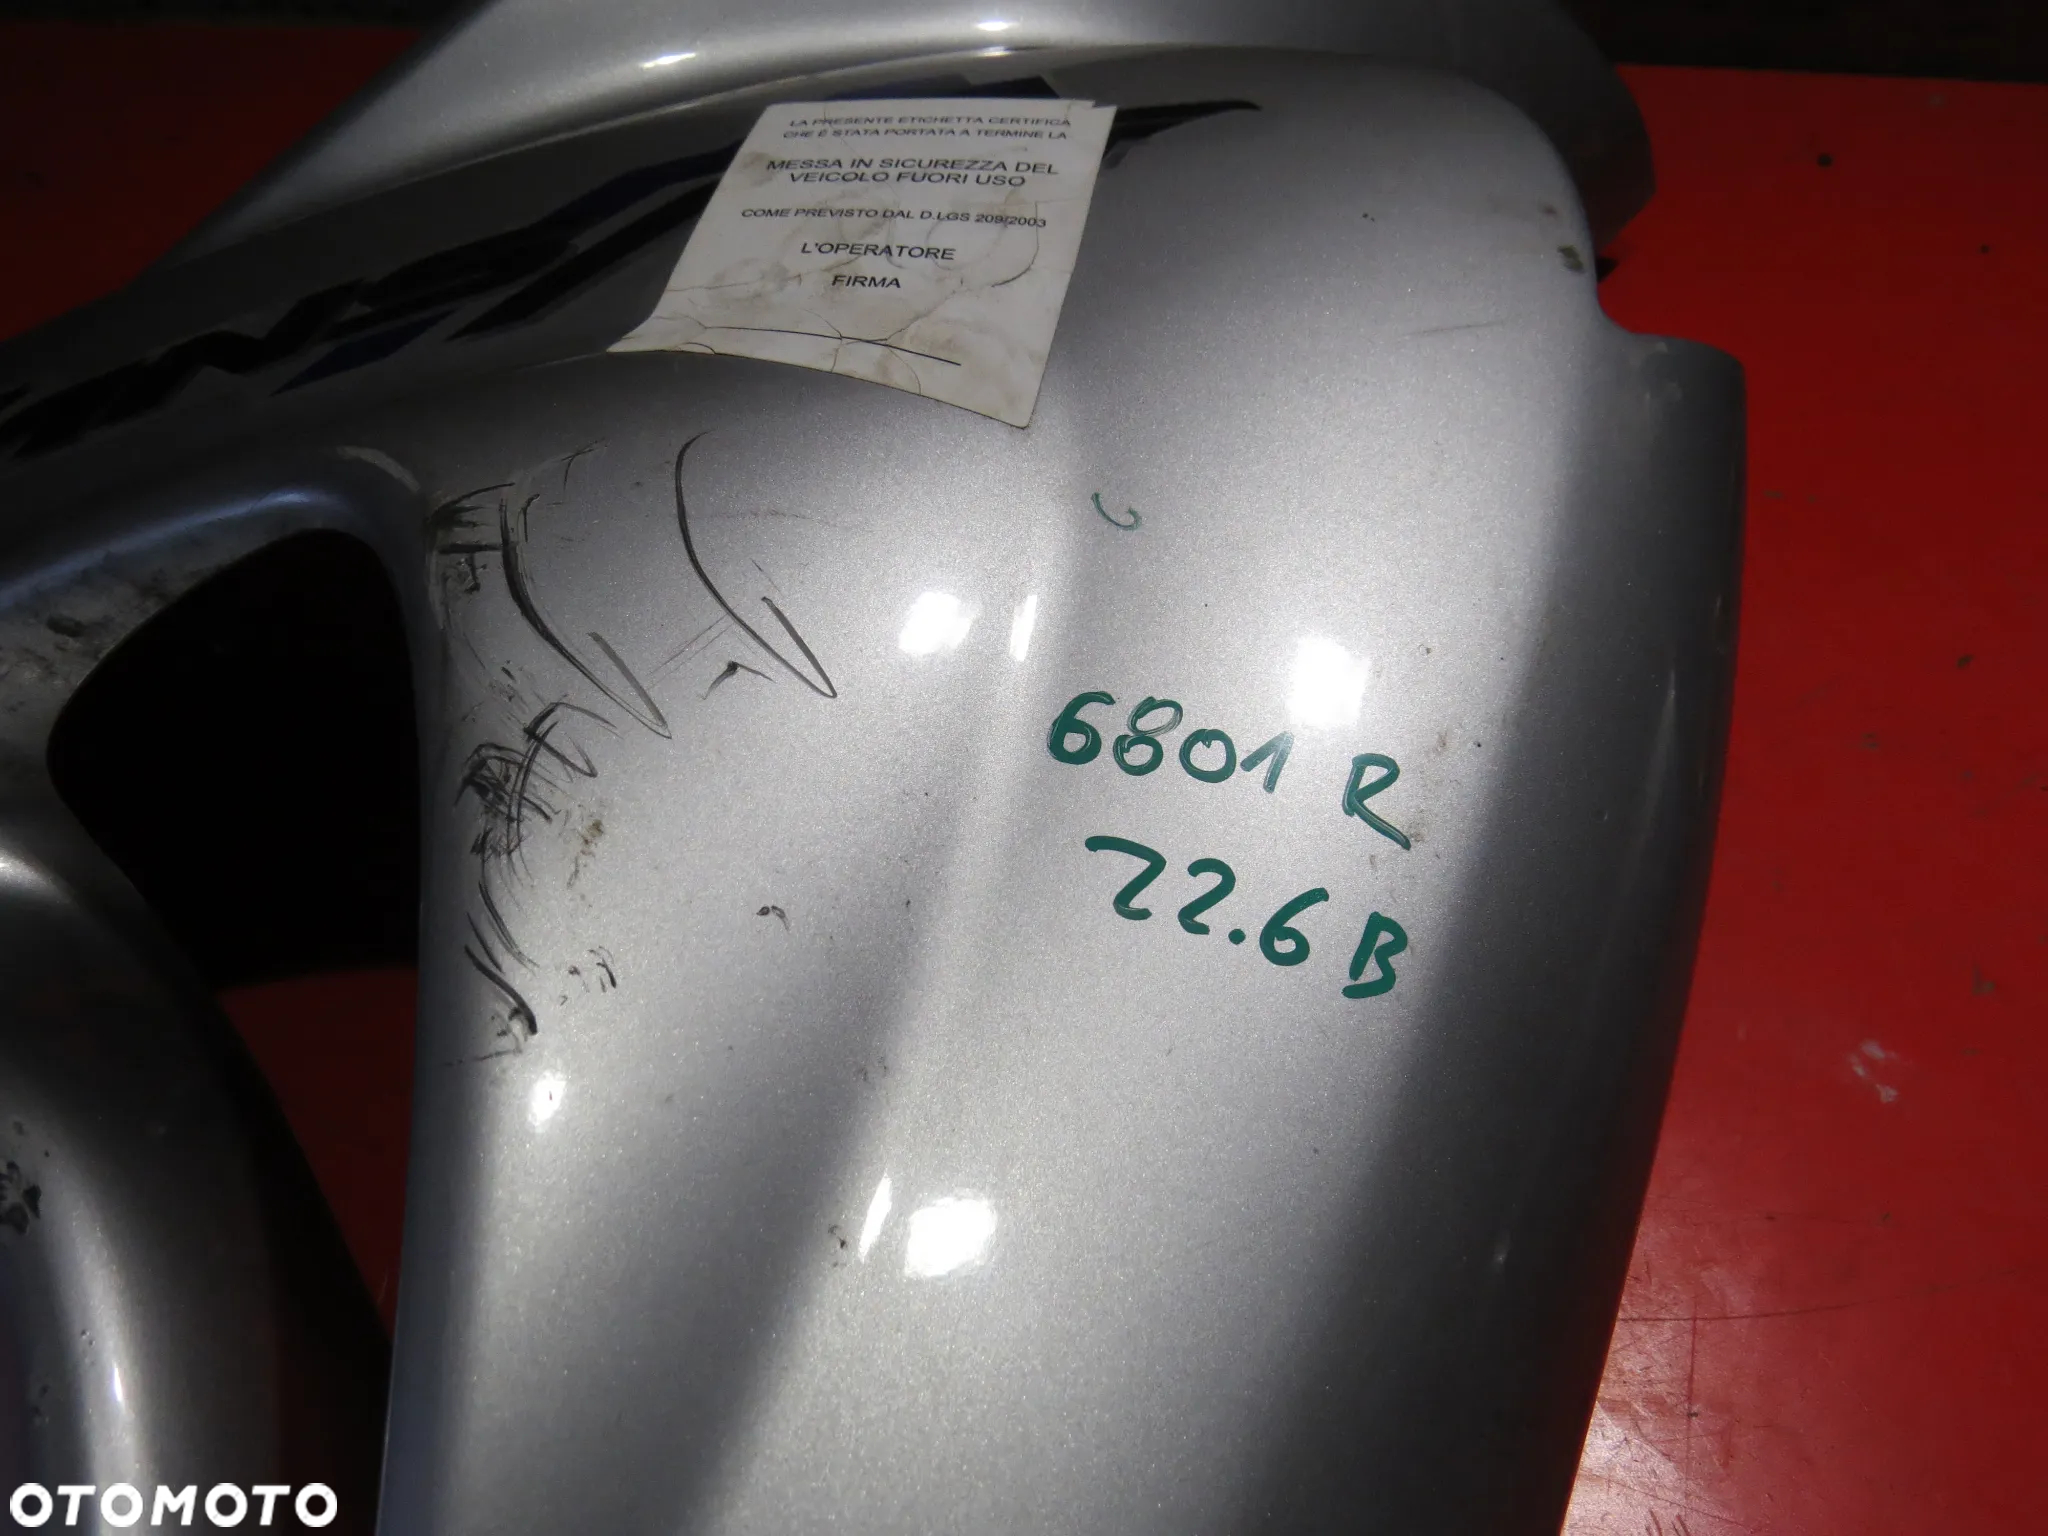 LA PRESENTE ETICHETTA CERTIFICA
CHE È STATA PORTATA A TERMINE LA
MESSA IN SICUREZZA DEL
VEICOLO FUORI USO
COME PREVISTO DAL D.LGS 209/2003
L'OPERATORE
FIRMA
6801 R
22.6 B
OTOMOTO